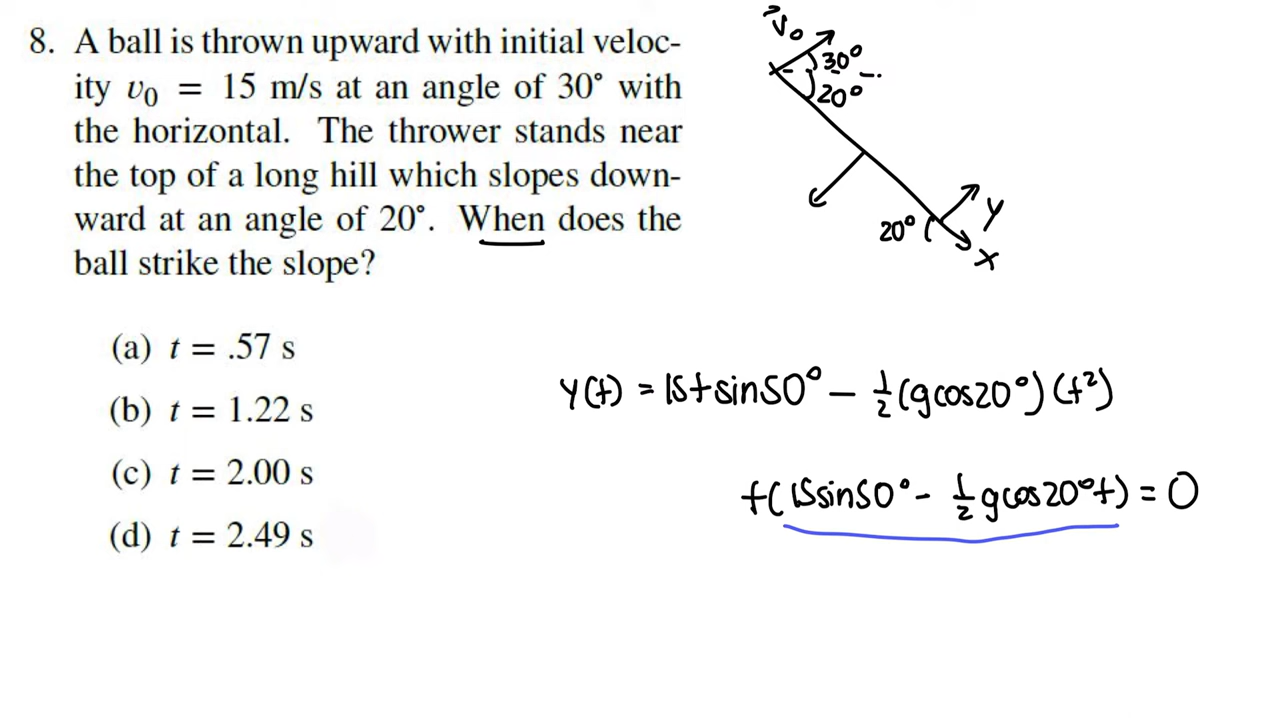 8. A ball is thrown upward with initial veloc-
ity v₀ = 15 m/s at an angle of 30° with
the horizontal. The thrower stands near
the top of a long hill which slopes down-
ward at an angle of 20°. When does the
ball strike the slope?
(a) t = .57 s
(b) t = 1.22 s
(c) t = 2.00 s
(d) t = 2.49 s
v₀
30°
20°
20°
y
x
y(t) = 15t sin50° − ½(g cos20°)(t²)
t(15 sin50° − ½ g cos20° t) = 0